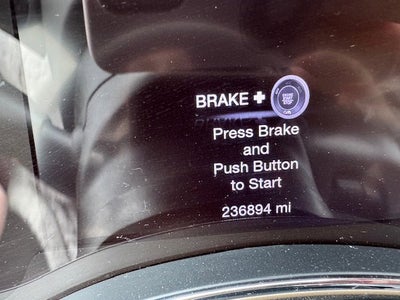 BRAKE +
Press Brake
and
Push Button
to Start
236894 mi